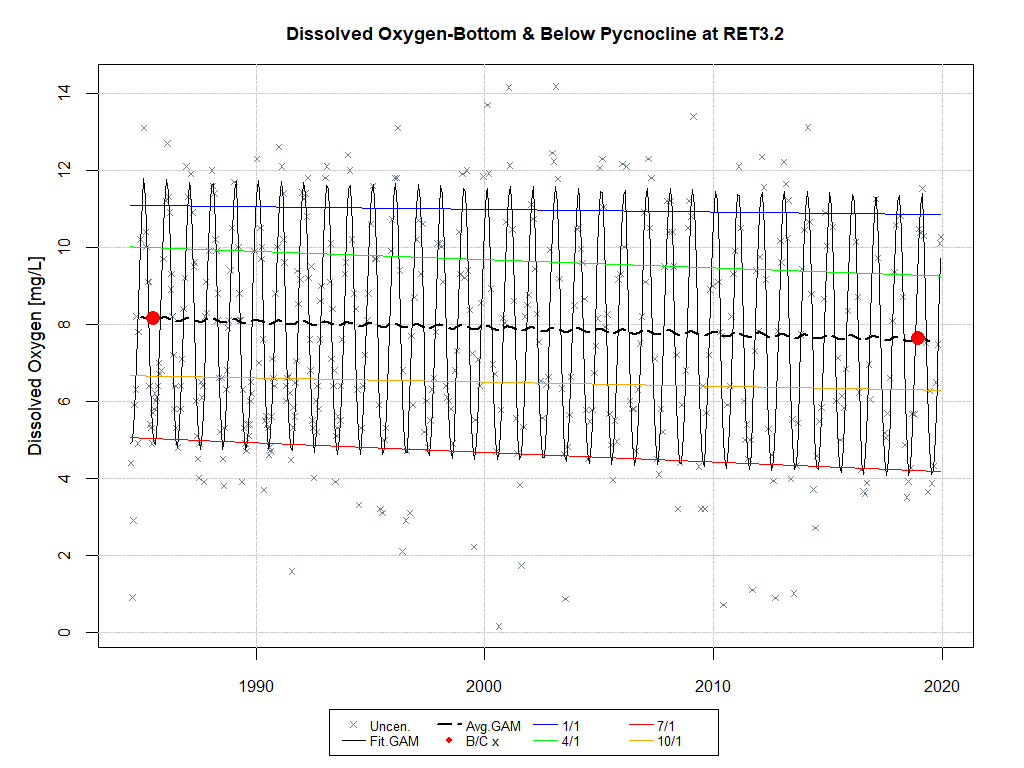 Dissolved Oxygen-Bottom & Below Pycnocline at RET3.2
Dissolved Oxygen [mg/L]
14
12
10
8
6
4
2
0
1990 2000 2010 2020
Uncen. Avg.GAM 1/1 7/1
Fit.GAM B/C x 4/1 10/1